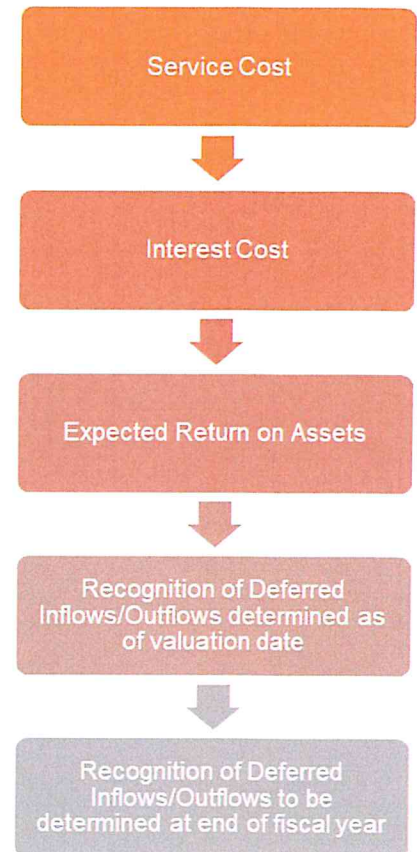 Service Cost
Interest Cost
Expected Return on Assets
Recognition of Deferred
Inflows/Outflows determined as
of valuation date
Recognition of Deferred
Inflows/Outflows to be
determined at end of fiscal year